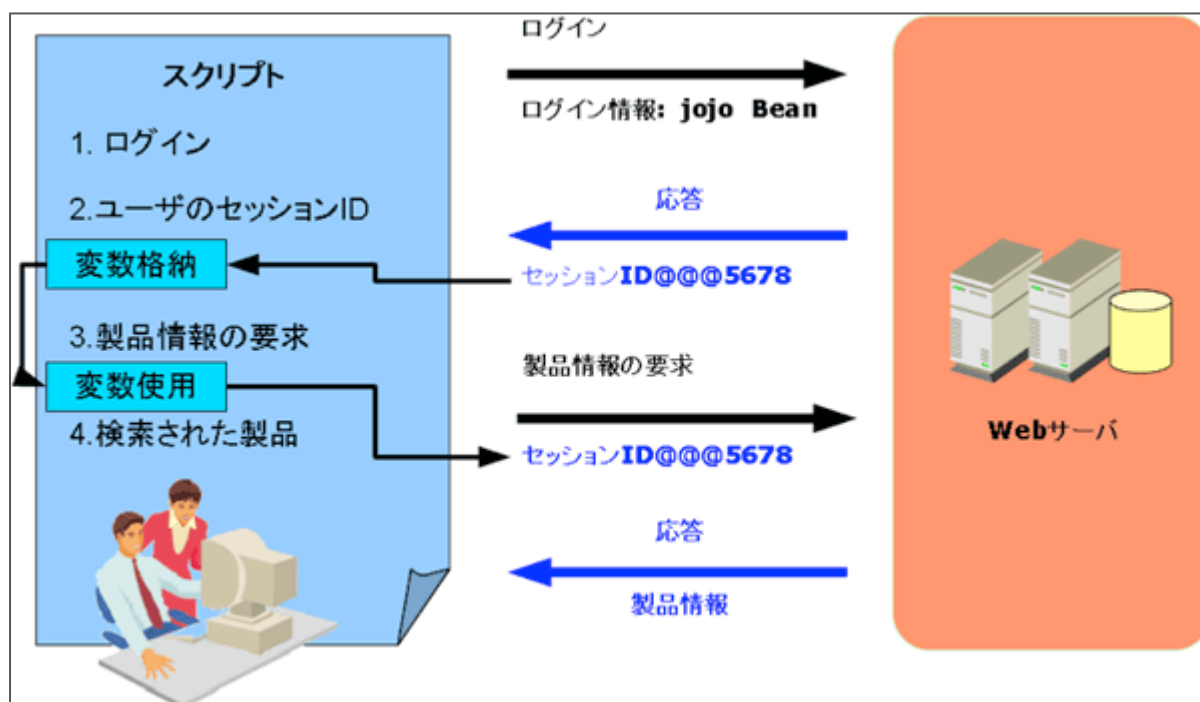 スクリプト
1. ログイン
2.ユーザのセッションID
変数格納
3.製品情報の要求
変数使用
4.検索された製品
ログイン
ログイン情報: jojo Bean
応答
セッションID@@@5678
製品情報の要求
セッションID@@@5678
応答
製品情報
Webサーバ